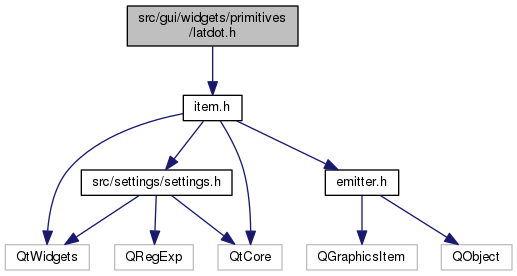 src/gui/widgets/primitives
/latdot.h
item.h
src/settings/settings.h
emitter.h
QtWidgets
QRegExp
QtCore
QGraphicsItem
QObject